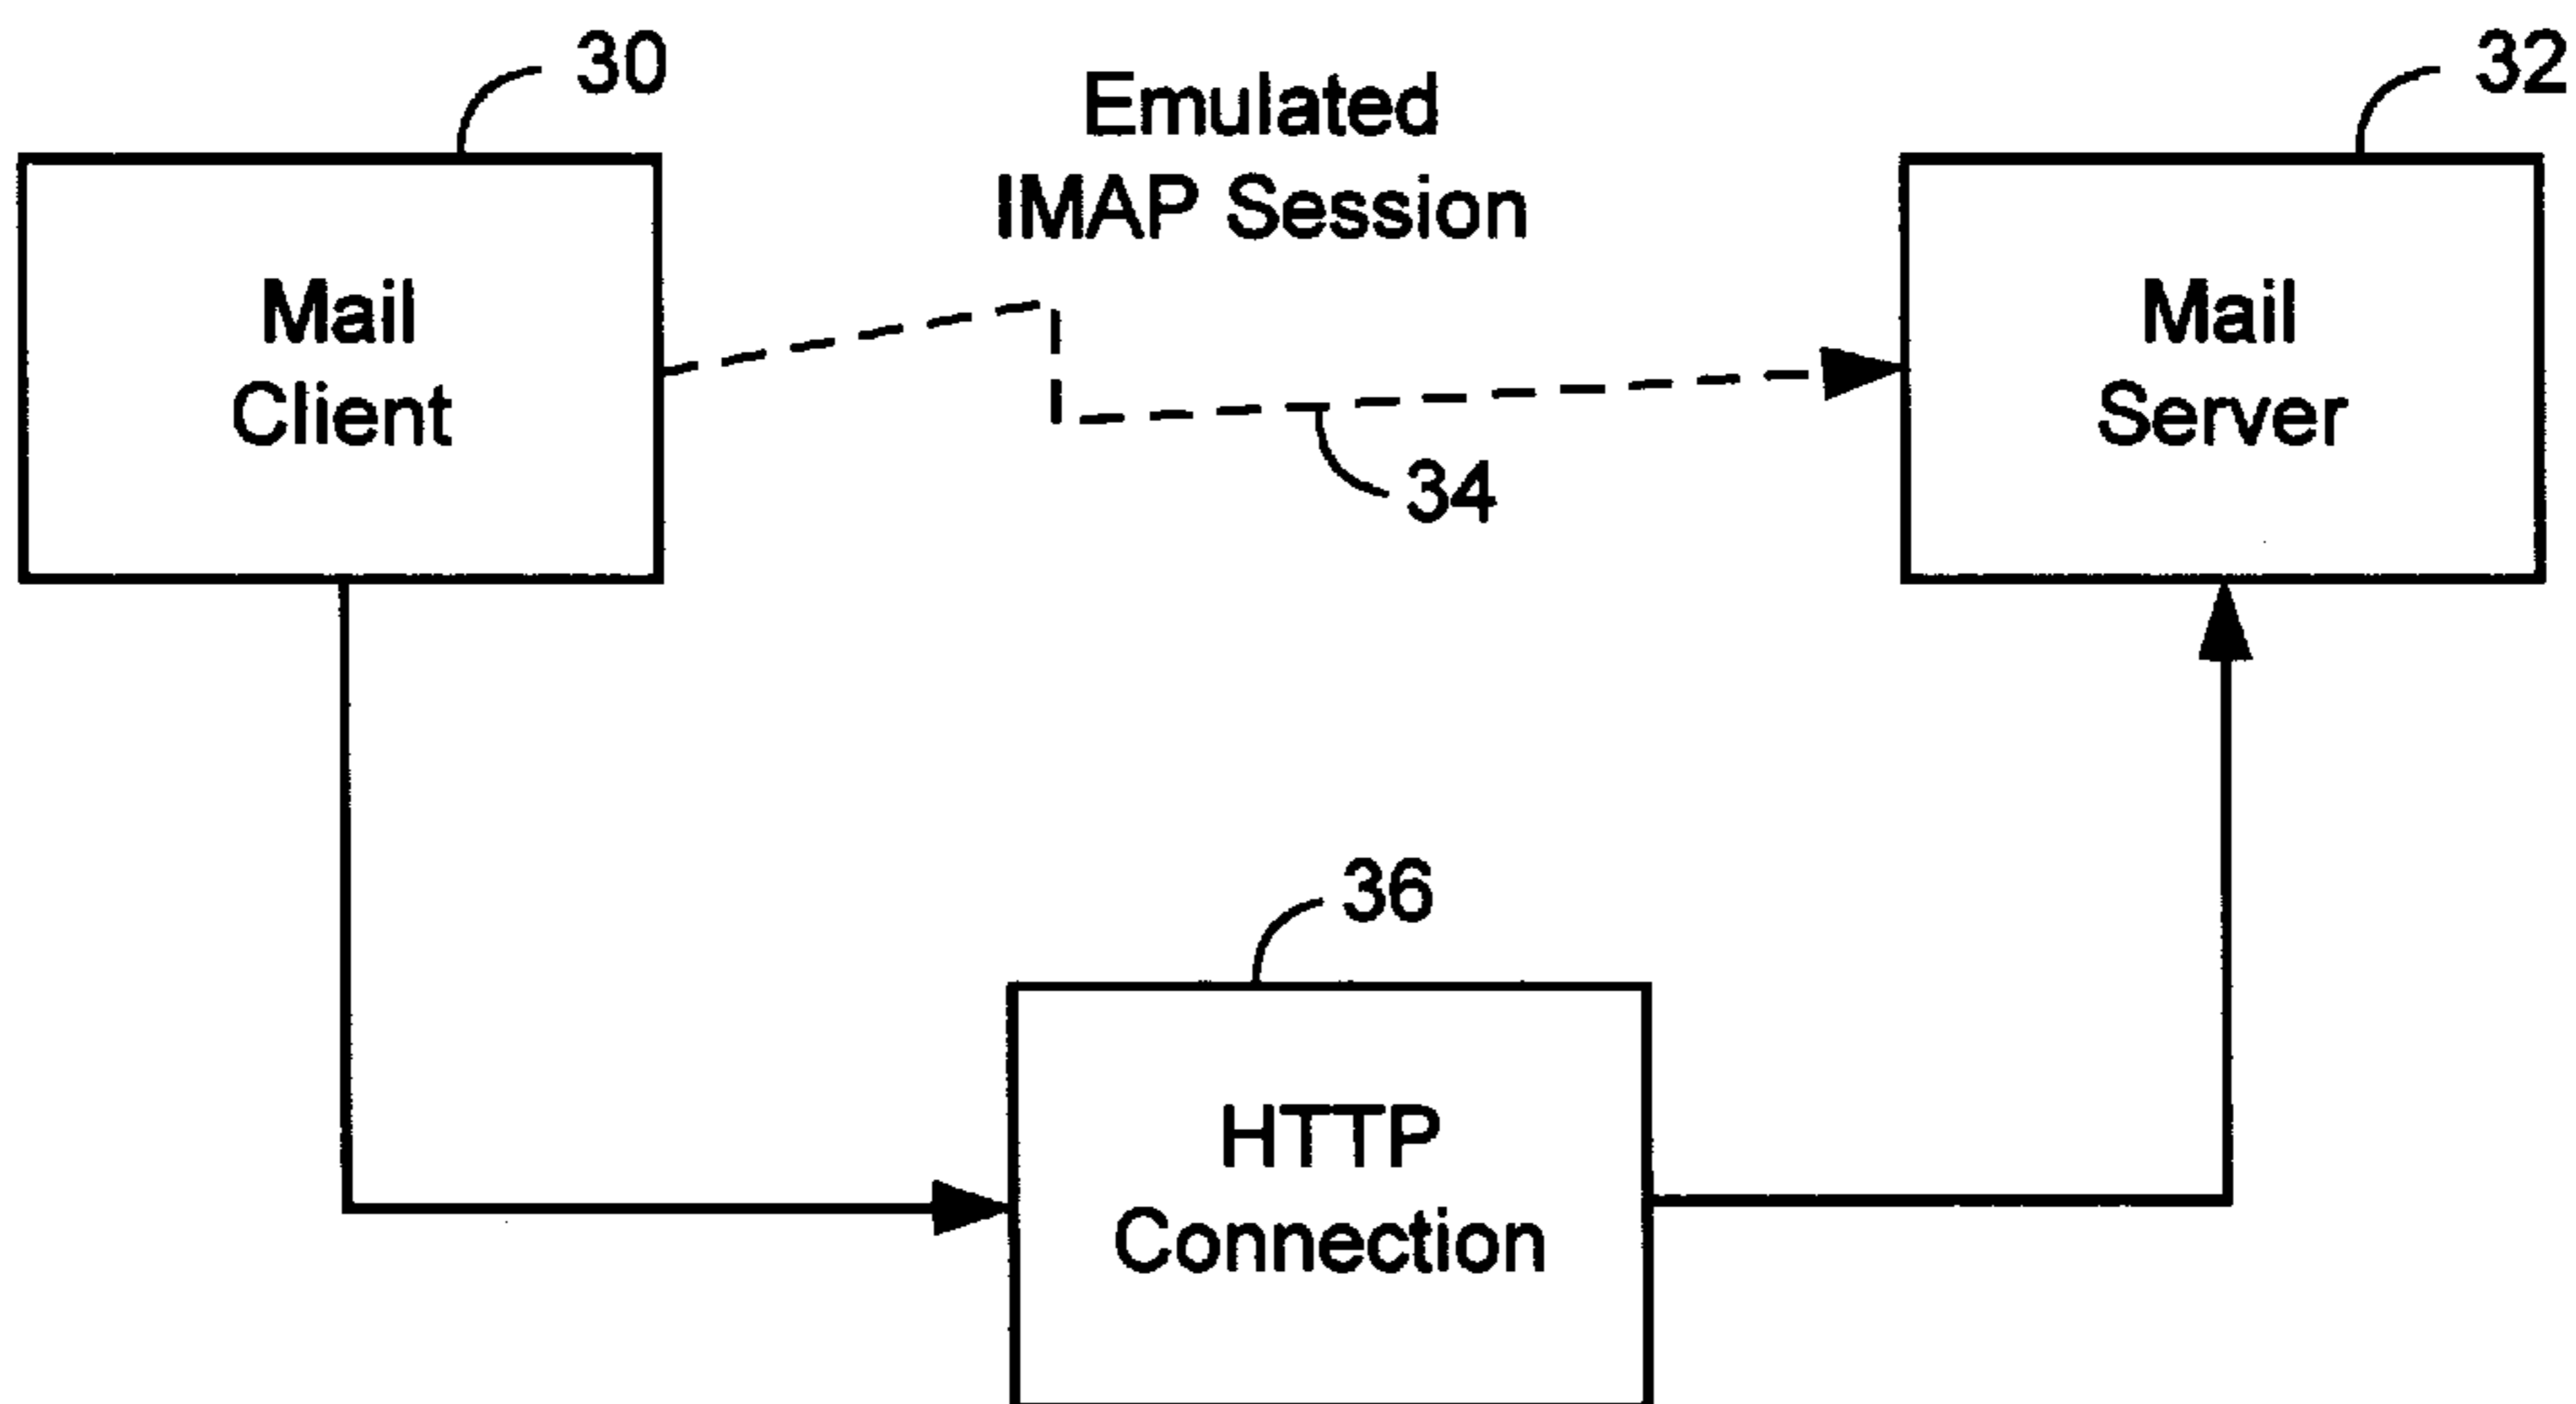 30
Emulated
IMAP Session
32
Mail
Client
Mail
Server
34
36
HTTP
Connection